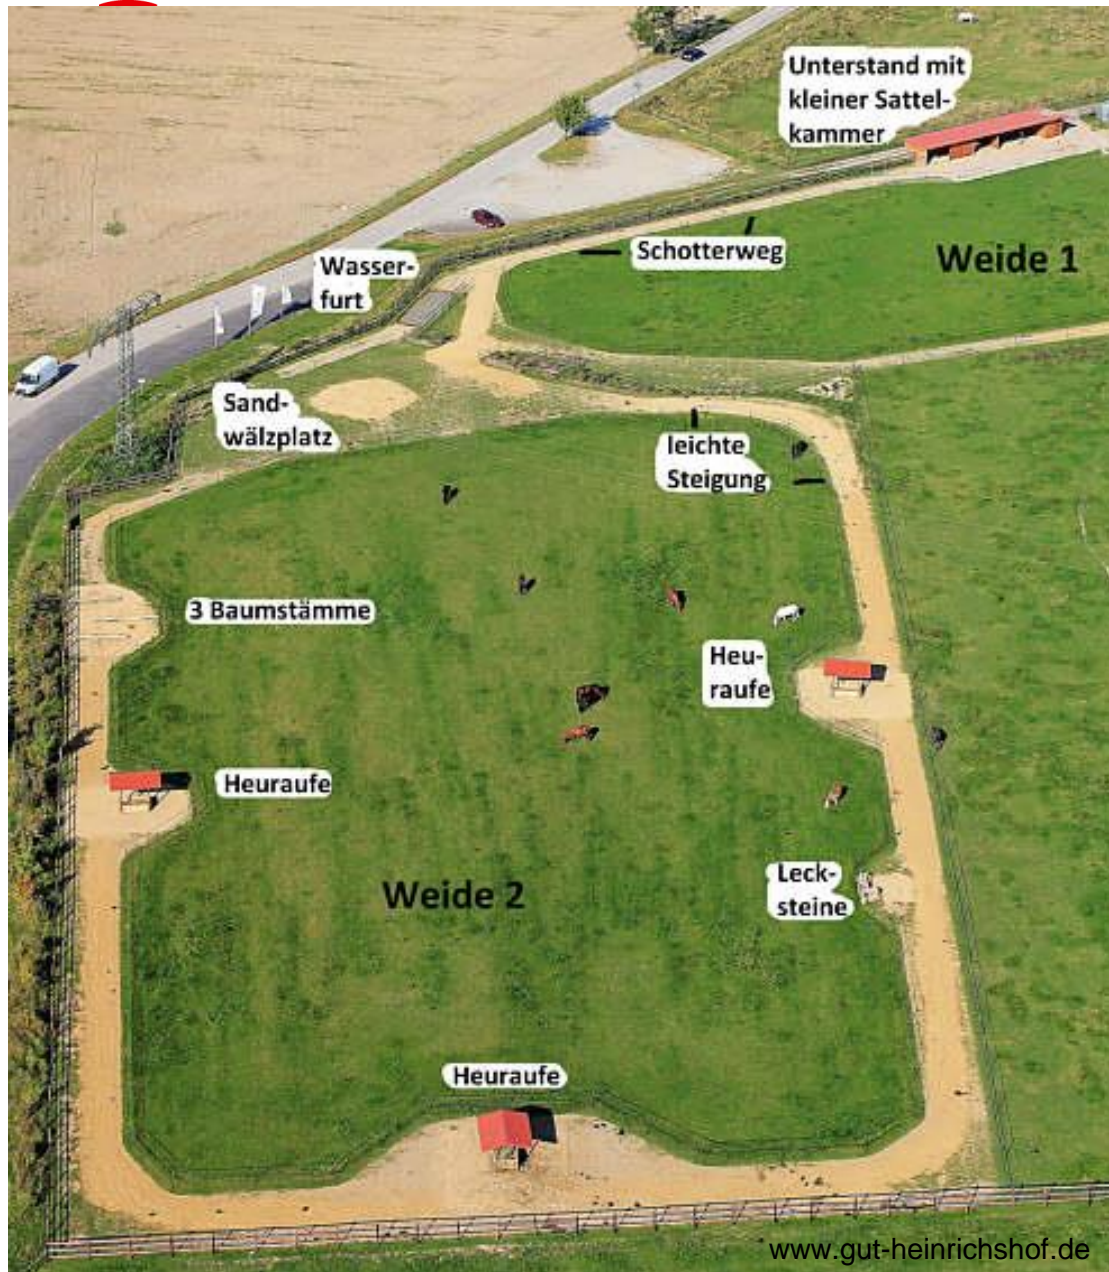 Unterstand mit
kleiner Sattel-
kammer
Schotterweg
Weide 1
Wasser-
furt
Sand-
wälzplatz
leichte
Steigung
3 Baumstämme
Heu-
raufe
Heuraufe
Leck-
steine
Weide 2
Heuraufe
www.gut-heinrichshof.de